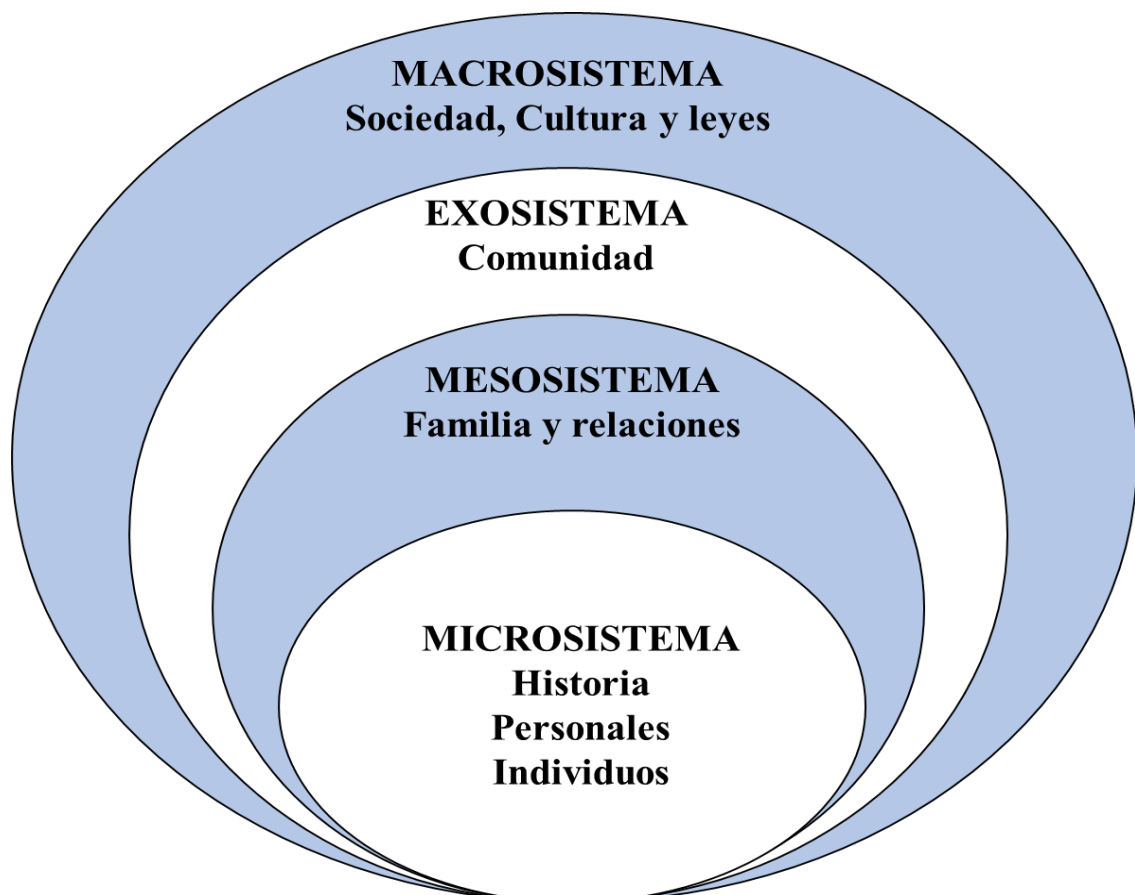 MACROSISTEMA
Sociedad, Cultura y leyes
EXOSISTEMA
Comunidad
MESOSISTEMA
Familia y relaciones
MICROSISTEMA
Historia
Personales
Individuos